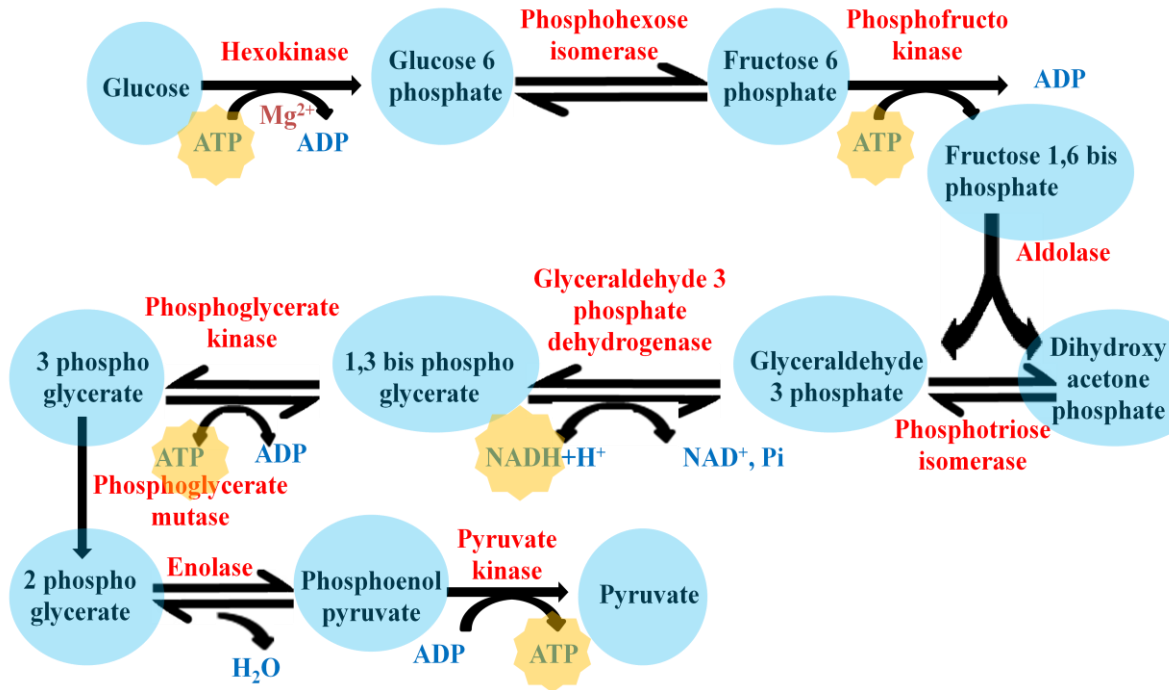 Glucose
Hexokinase
ATP
Mg²⁺
ADP
Glucose 6
phosphate
Phosphohexose
isomerase
Fructose 6
phosphate
Phosphofructo
kinase
ATP
ADP
Fructose 1,6 bis
phosphate
Aldolase
Dihydroxy
acetone
phosphate
Phosphotriose
isomerase
Glyceraldehyde
3 phosphate
Glyceraldehyde 3
phosphate
dehydrogenase
NAD⁺, Pi
NADH+H⁺
1,3 bis phospho
glycerate
Phosphoglycerate
kinase
ADP
ATP
3 phospho
glycerate
Phosphoglycerate
mutase
2 phospho
glycerate
Enolase
H₂O
Phosphoenol
pyruvate
Pyruvate
kinase
ADP
ATP
Pyruvate